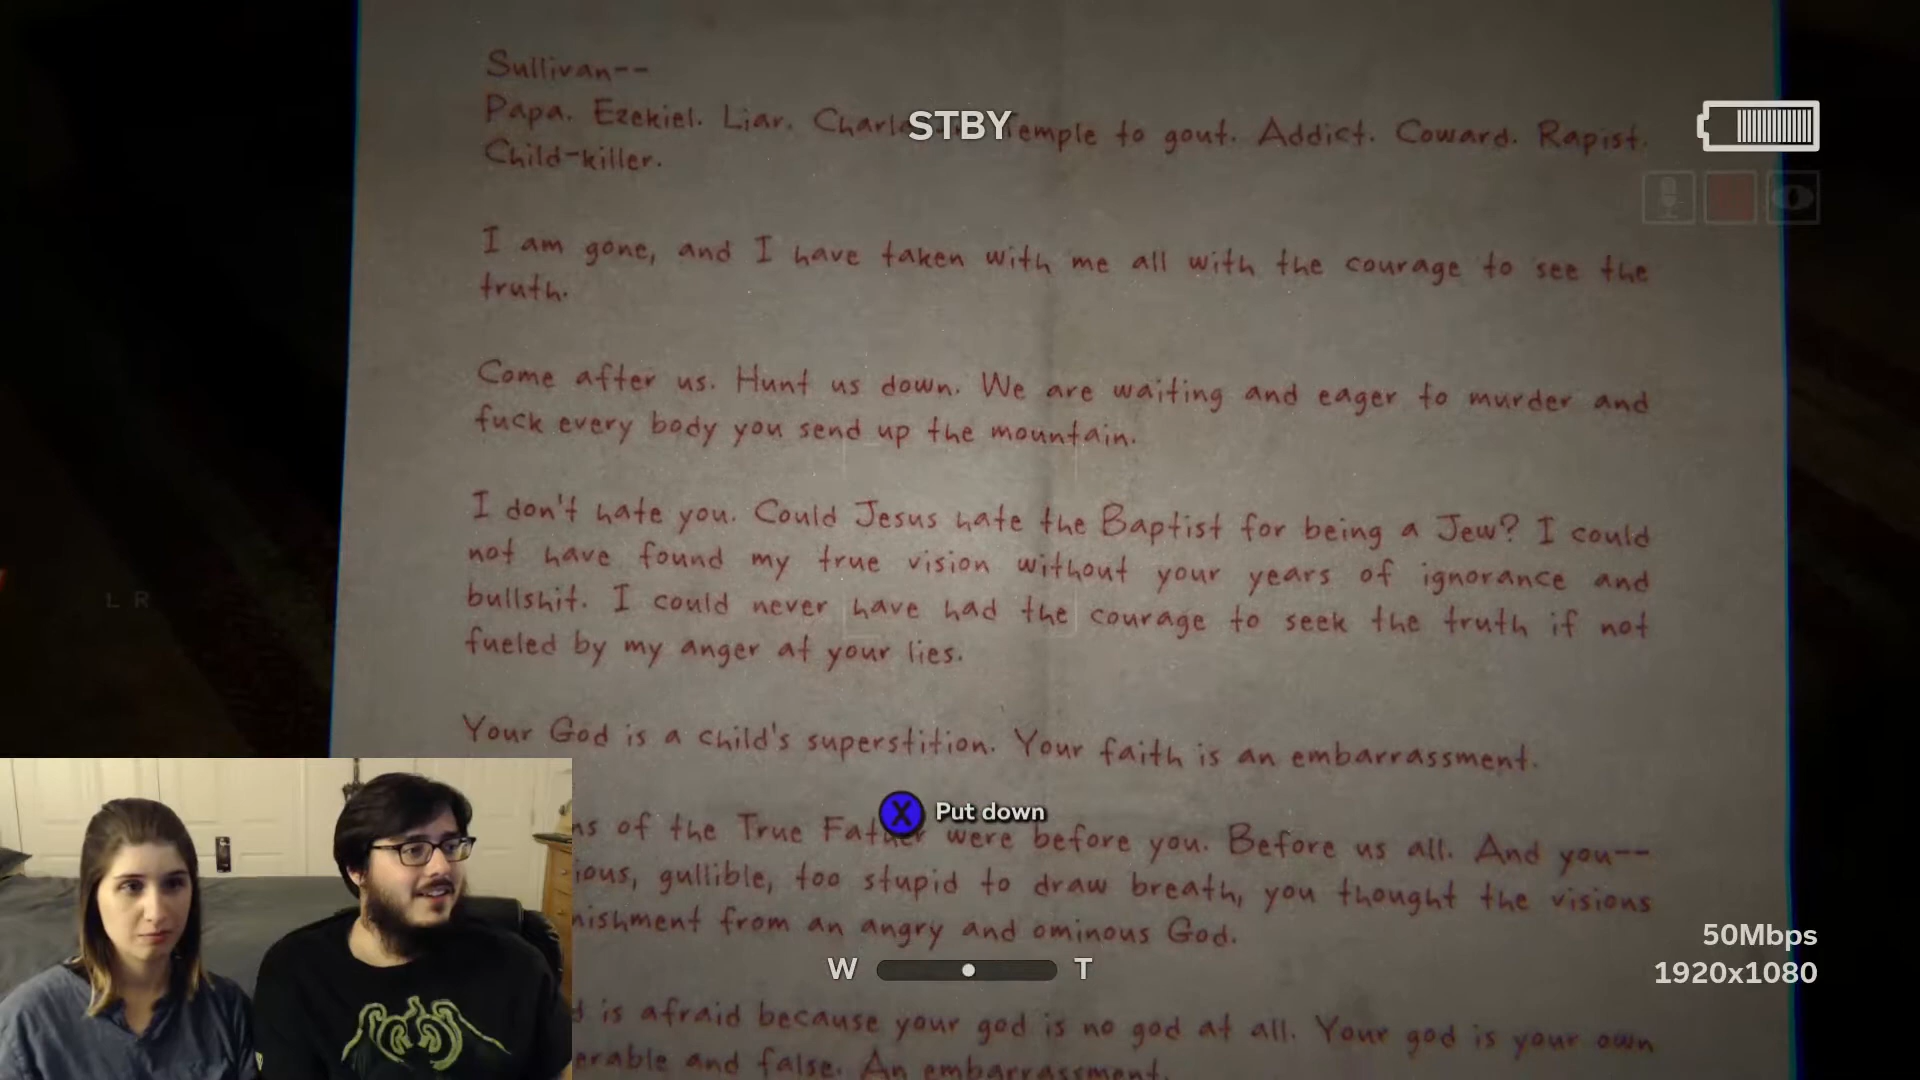 Sullivan--
Papa. Ezekiel. Liar. Temple to gout. Addict. Coward. Rapist.
Child-killer.
STBY
I am gone, and I have taken with me all with the courage to see the
truth.
Come after us. Hunt us down. We are waiting and eager to murder and
fuck every body you send up the mountain.
I don't hate you. Could Jesus hate the Baptist for being a Jew? I could
not have found my true vision without your years of ignorance and
bullshit. I could never have had the courage to seek the truth if not
fueled by my anger at your lies.
L R
Your God is a child's superstition. Your faith is an embarrassment.
X Put down
of the True Father were before you. Before us all. And you--
gullible, too stupid to draw breath, you thought the visions
from an angry and ominous God.
50Mbps
W T
1920x1080
is afraid because your god is no god at all. Your god is your own
and false. An embarrassment.